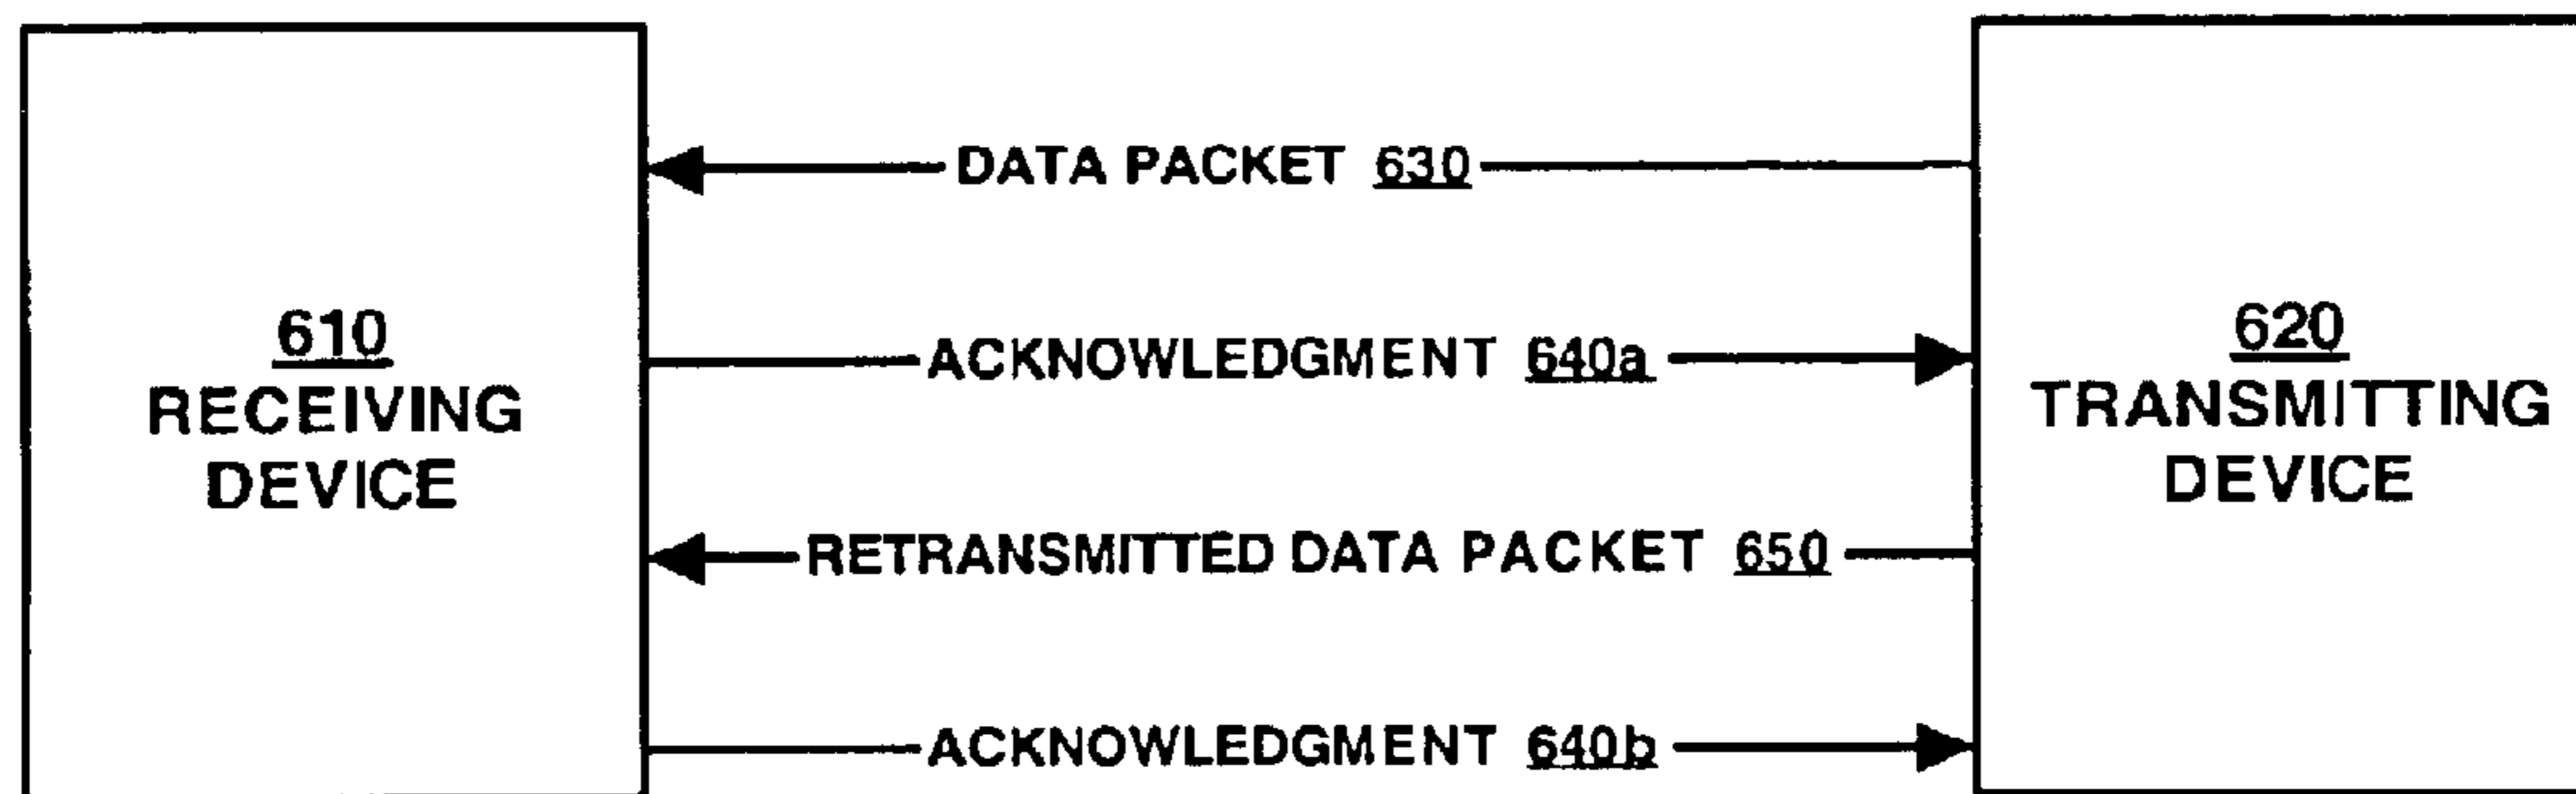 610
RECEIVING
DEVICE
DATA PACKET 630
ACKNOWLEDGMENT 640a
RETRANSMITTED DATA PACKET 650
ACKNOWLEDGMENT 640b
620
TRANSMITTING
DEVICE